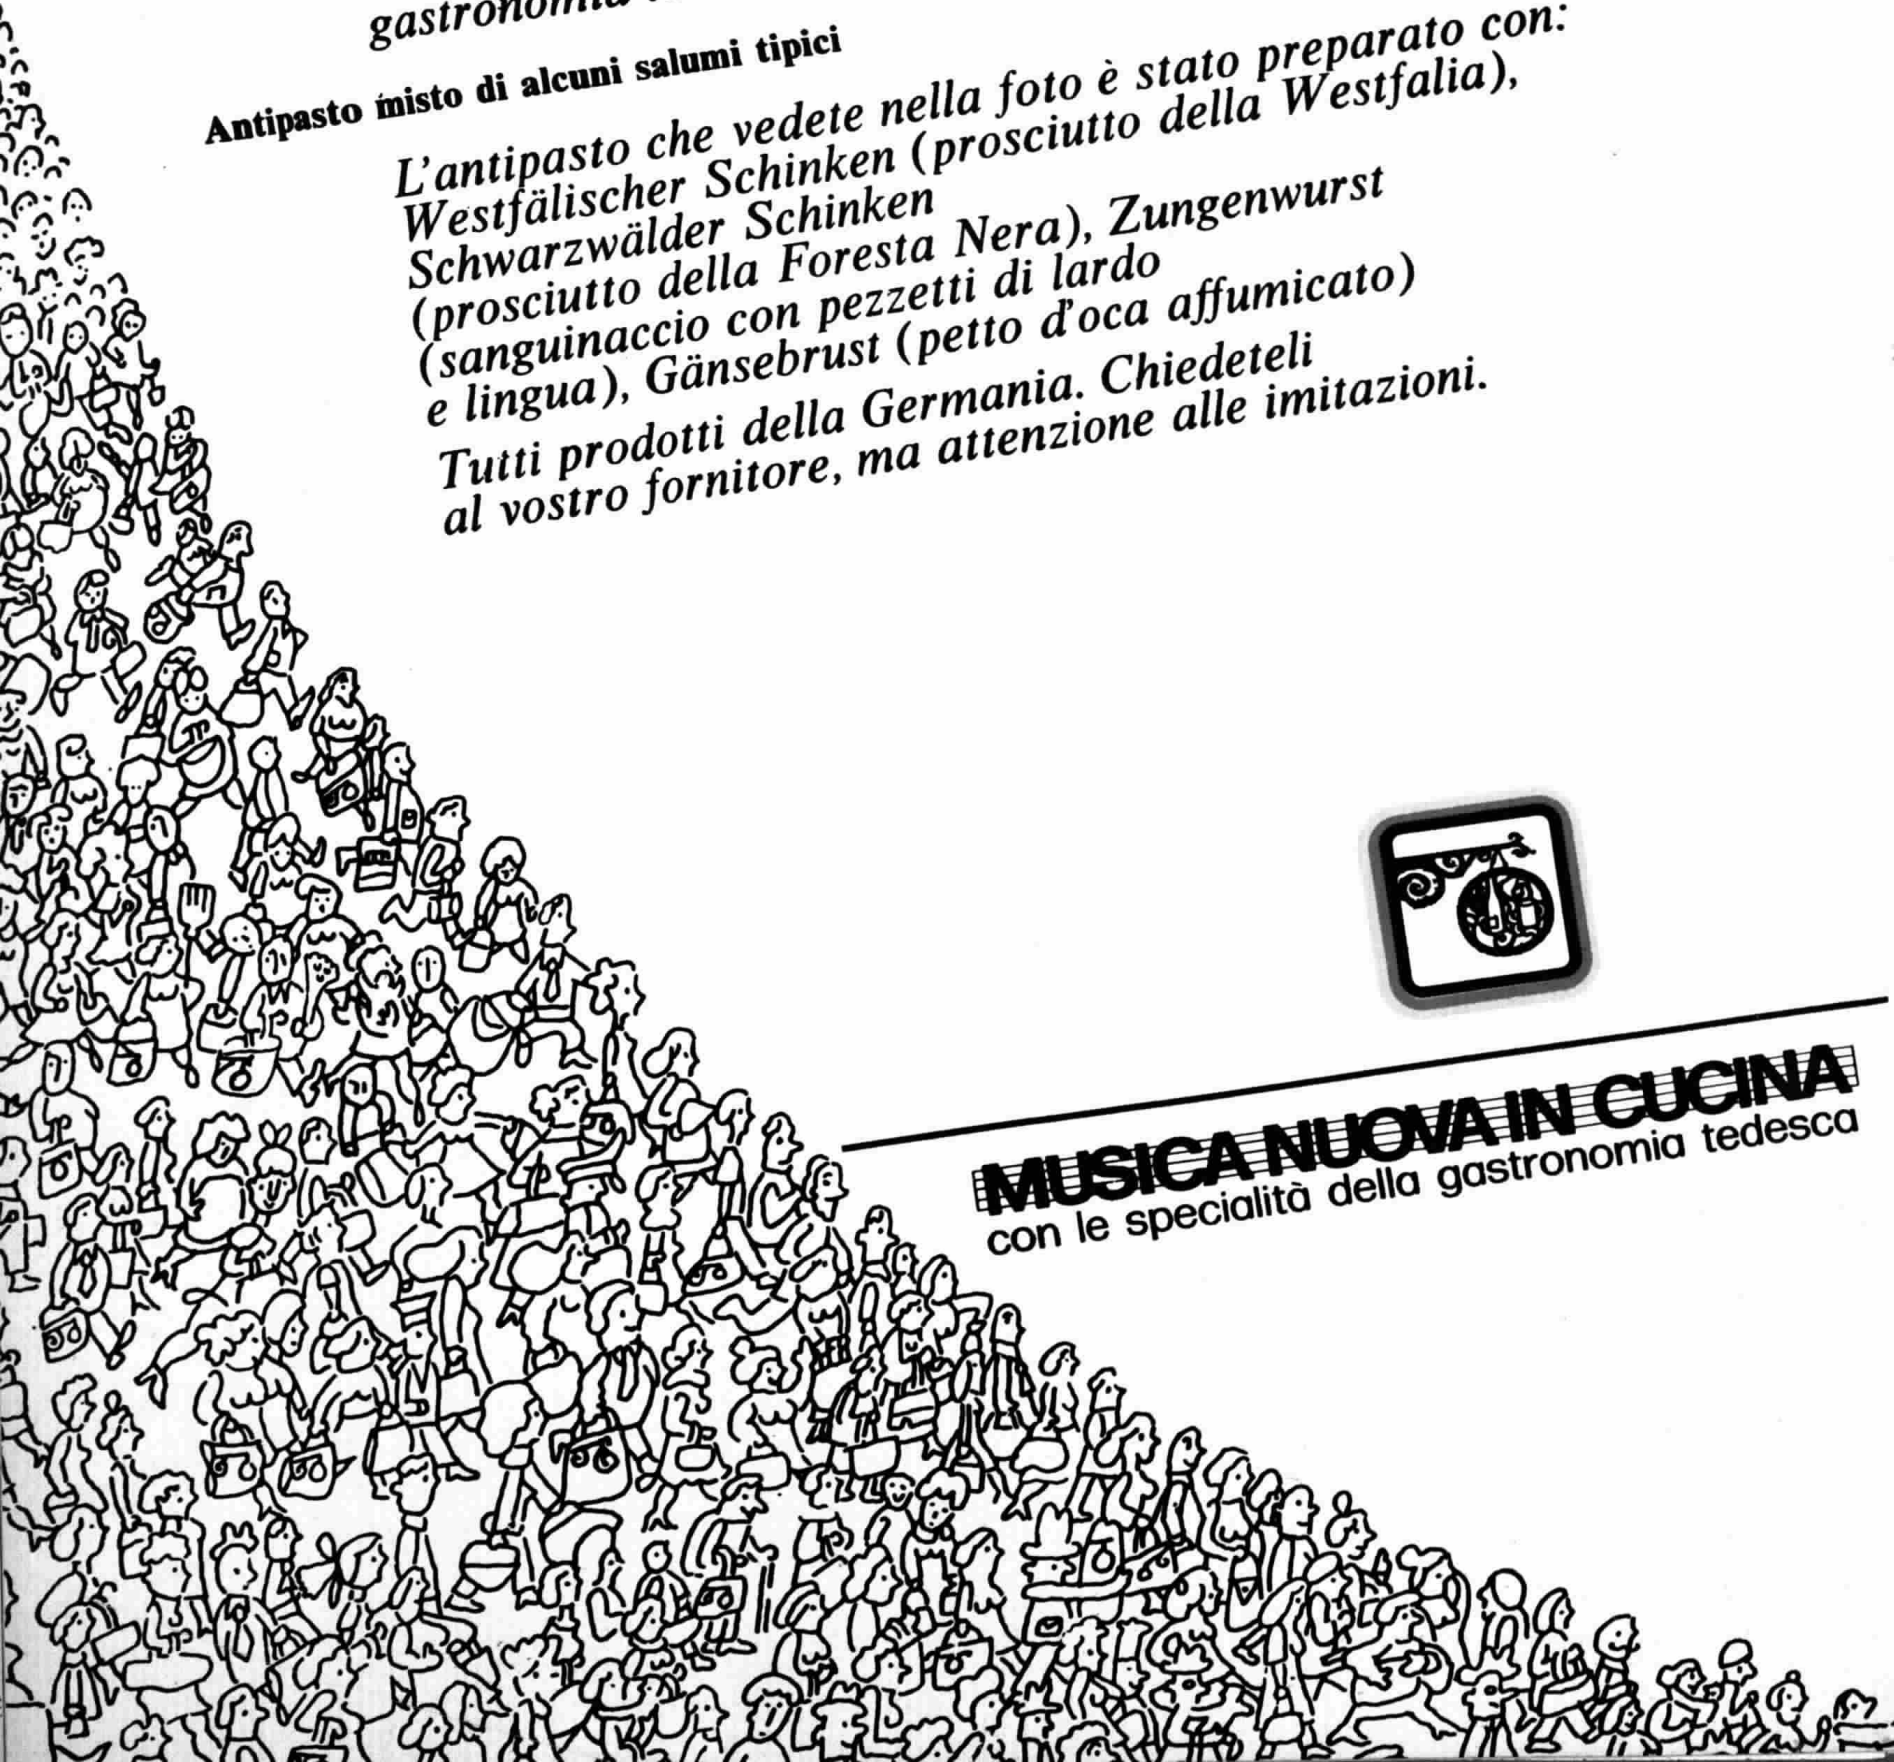 gastronomia
Antipasto misto di alcuni salumi tipici
L'antipasto che vedete nella foto è stato preparato con:
Westfälischer Schinken (prosciutto della Westfalia),
Schwarzwälder Schinken
(prosciutto della Foresta Nera), Zungenwurst
(sanguinaccio con pezzetti di lardo
e lingua), Gänsebrust (petto d'oca affumicato)
Tutti prodotti della Germania. Chiedeteli
al vostro fornitore, ma attenzione alle imitazioni.
MUSICA NUOVA IN CUCINA
con le specialità della gastronomia tedesca